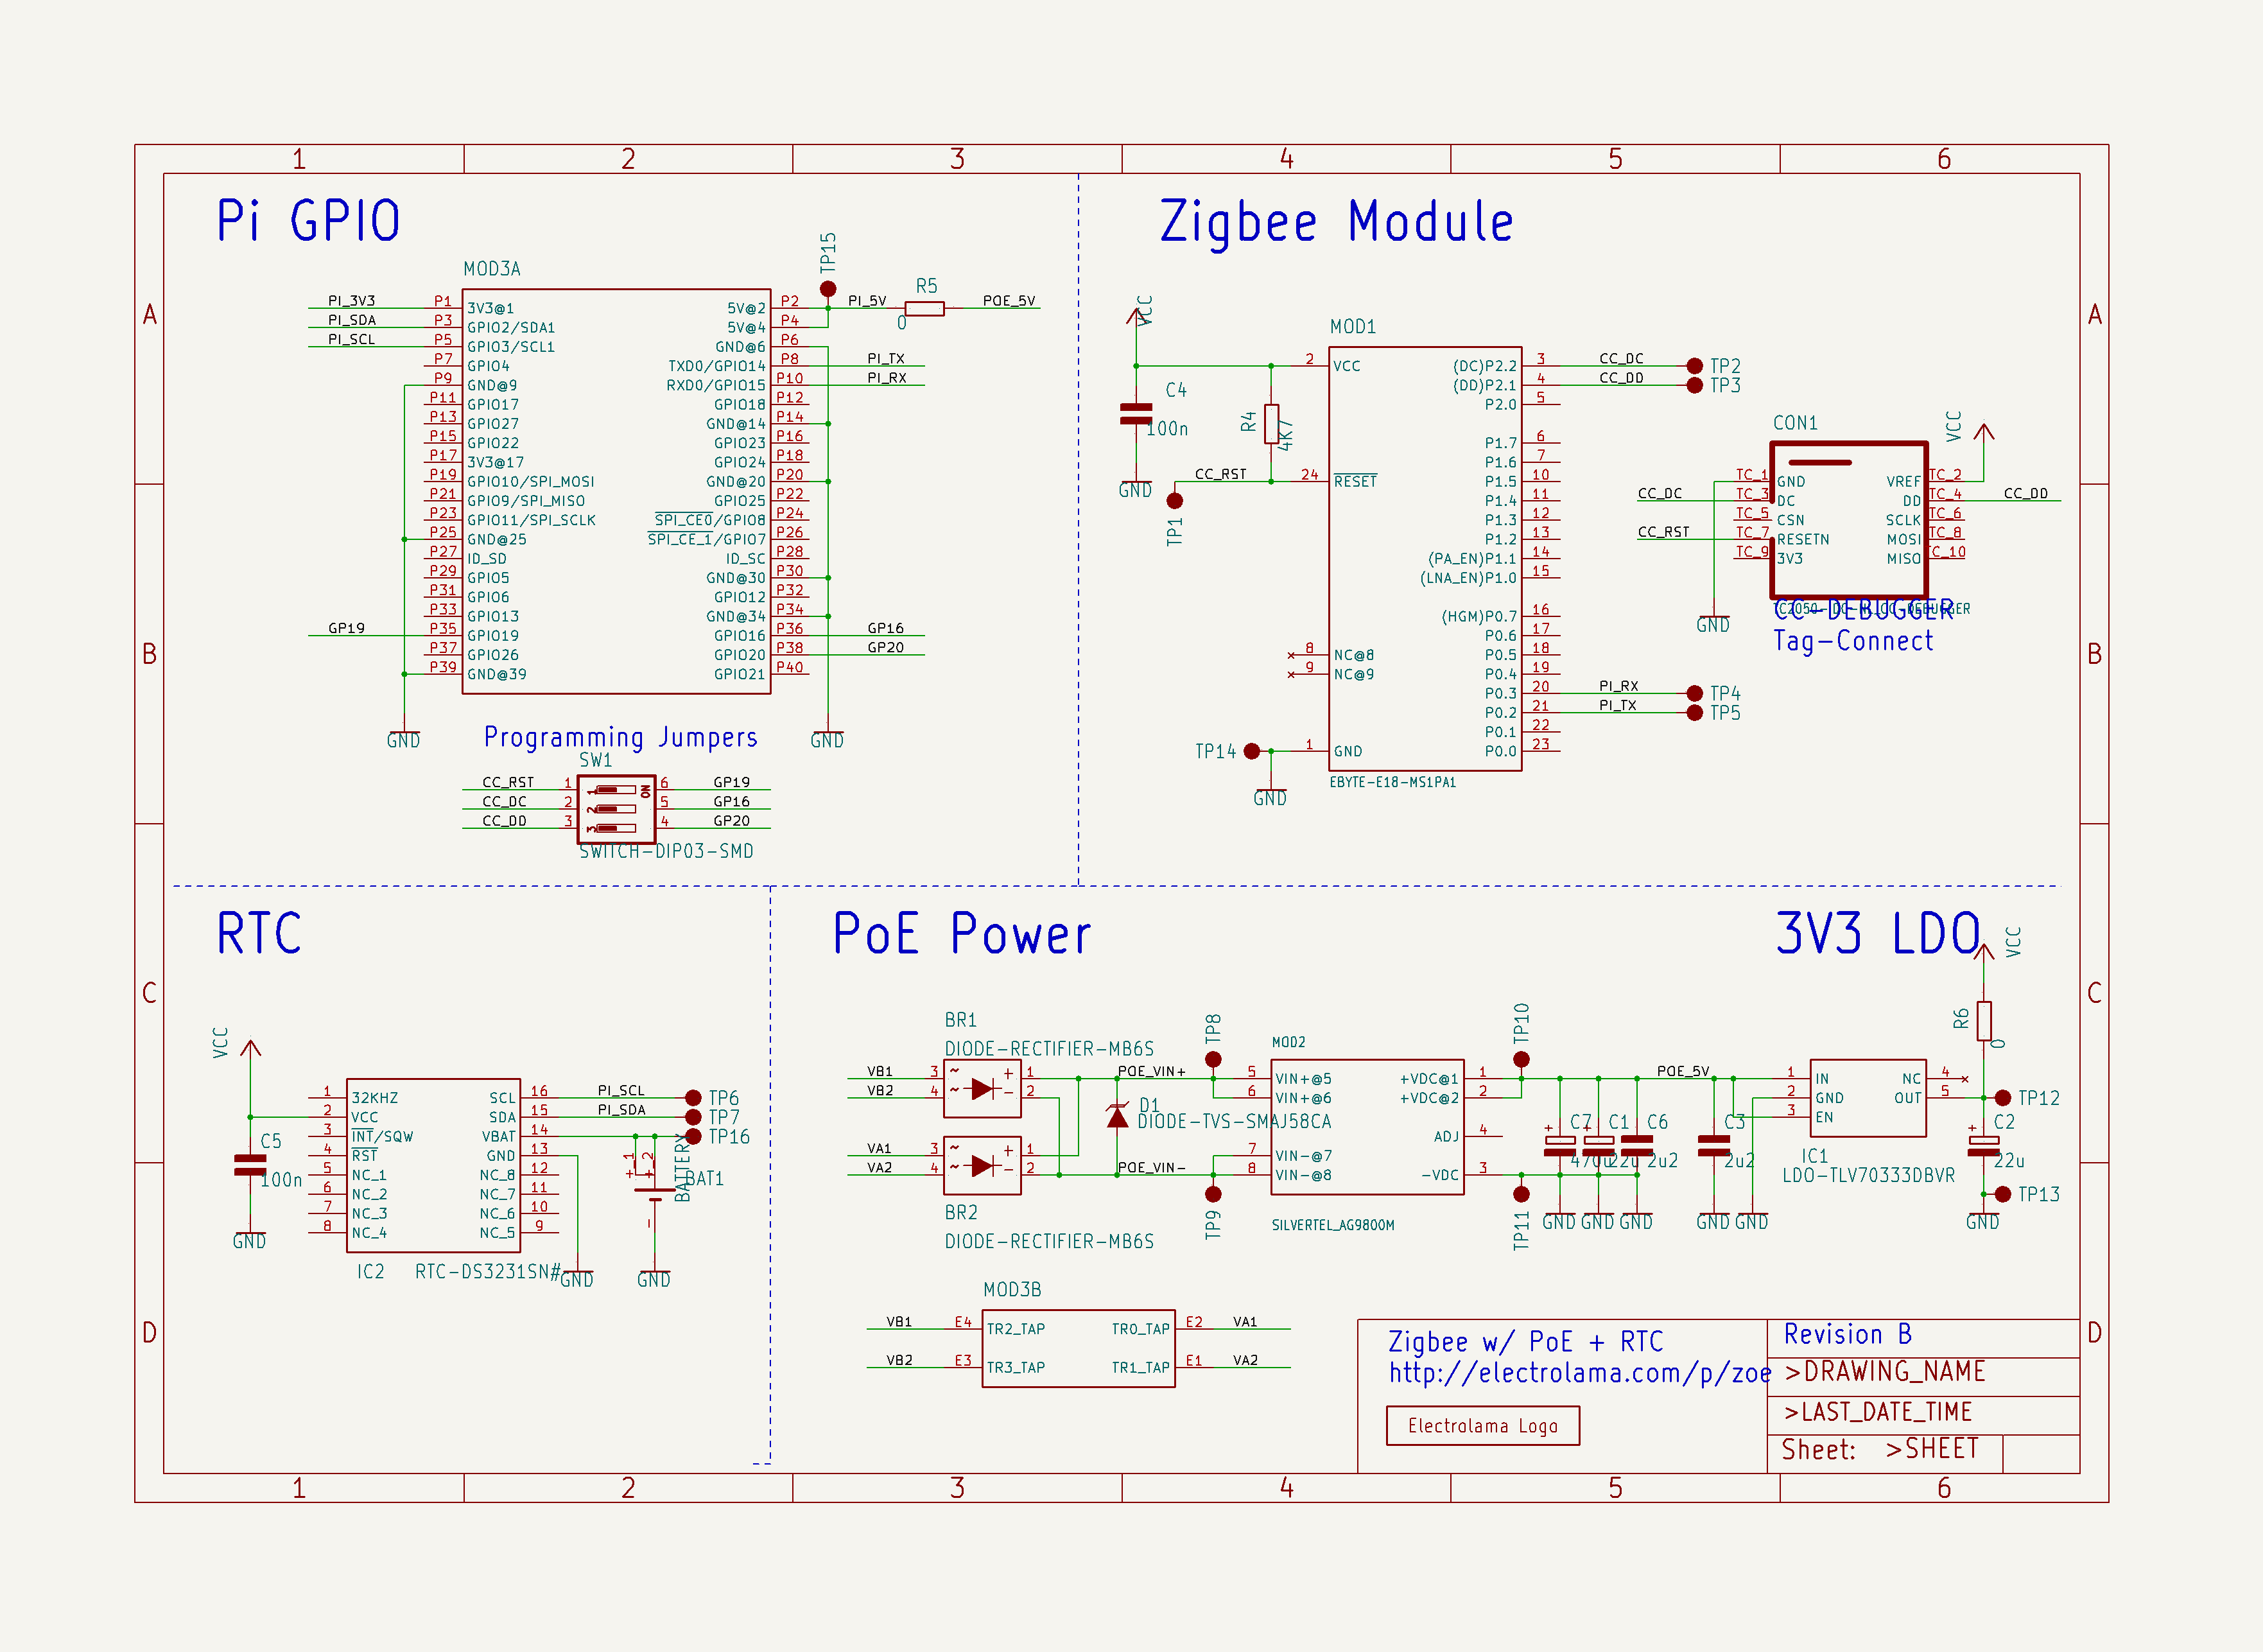 1 2 3 4 5 6
A A
B B
C C
D D
1 2 3 4 5 6
Pi GPIO
MOD3A
TP15
R5
0
PI_5V
POE_5V
PI_3V3 P1 3V3@1 5V@2 P2
PI_SDA P3 GPIO2/SDA1 5V@4 P4
PI_SCL P5 GPIO3/SCL1 GND@6 P6
P7 GPIO4 TXD0/GPIO14 P8 PI_TX
P9 GND@9 RXD0/GPIO15 P10 PI_RX
P11 GPIO17 GPIO18 P12
P13 GPIO27 GND@14 P14
P15 GPIO22 GPIO23 P16
P17 3V3@17 GPIO24 P18
P19 GPIO10/SPI_MOSI GND@20 P20
P21 GPIO9/SPI_MISO GPIO25 P22
P23 GPIO11/SPI_SCLK SPI_CE0/GPIO8 P24
P25 GND@25 SPI_CE_1/GPIO7 P26
P27 ID_SD ID_SC P28
P29 GPIO5 GND@30 P30
P31 GPIO6 GPIO12 P32
P33 GPIO13 GND@34 P34
GP19 P35 GPIO19 GPIO16 P36 GP16
P37 GPIO26 GPIO20 P38 GP20
P39 GND@39 GPIO21 P40
GND GND
Programming Jumpers
SW1
CC_RST 1 1 ON 6 GP19
CC_DC 2 2 5 GP16
CC_DD 3 3 4 GP20
SWITCH-DIP03-SMD
Zigbee Module
VCC
C4
100n
GND
R4
4K7
CC_RST
TP1
MOD1
2 VCC (DC)P2.2 3 CC_DC TP2
(DD)P2.1 4 CC_DD TP3
P2.0 5
P1.7 6
P1.6 7
24 RESET P1.5 10
P1.4 11
P1.3 12
P1.2 13
(PA_EN)P1.1 14
(LNA_EN)P1.0 15
(HGM)P0.7 16
P0.6 17
8 NC@8 P0.5 18
9 NC@9 P0.4 19
P0.3 20 PI_RX TP4
P0.2 21 PI_TX TP5
P0.1 22
TP14 1 GND P0.0 23
GND
EBYTE-E18-MS1PA1
CON1
VCC
TC_1 GND VREF TC_2
CC_DC TC_3 DC DD TC_4 CC_DD
TC_5 CSN SCLK TC_6
CC_RST TC_7 RESETN MOSI TC_8
TC_9 3V3 MISO TC_10
GND
CC-DEBUGGER
Tag-Connect
RTC
VCC
C5
100n
GND
1 32KHZ SCL 16 PI_SCL TP6
2 VCC SDA 15 PI_SDA TP7
3 INT/SQW VBAT 14 TP16
4 RST GND 13
5 NC_1 NC_8 12
6 NC_2 NC_7 11
7 NC_3 NC_6 10
8 NC_4 NC_5 9
IC2 RTC-DS3231SN#
GND
1 2
+ +
BATTERY
BAT1
GND
PoE Power
BR1
DIODE-RECTIFIER-MB6S
VB1 3 ~ + 1
VB2 4 ~ - 2
VA1 3 ~ + 1
VA2 4 ~ - 2
BR2
DIODE-RECTIFIER-MB6S
POE_VIN+
D1
DIODE-TVS-SMAJ58CA
POE_VIN-
TP8
TP9
MOD2
5 VIN+@5 +VDC@1 1
6 VIN+@6 +VDC@2 2
ADJ 4
7 VIN-@7
8 VIN-@8 -VDC 3
SILVERTEL_AG9800M
TP10
TP11
POE_5V
C7 C1 C6 C3
470u 22u 2u2 2u2
GND GND GND GND GND
3V3 LDO
VCC
R6
0
1 IN NC 4
2 GND OUT 5
3 EN
IC1
LDO-TLV70333DBVR
TP12
C2
22u
TP13
GND
MOD3B
VB1 E4 TR2_TAP TR0_TAP E2 VA1
VB2 E3 TR3_TAP TR1_TAP E1 VA2
Zigbee w/ PoE + RTC
http://electrolama.com/p/zoe
Electrolama Logo
Revision B
>DRAWING_NAME
>LAST_DATE_TIME
Sheet: >SHEET